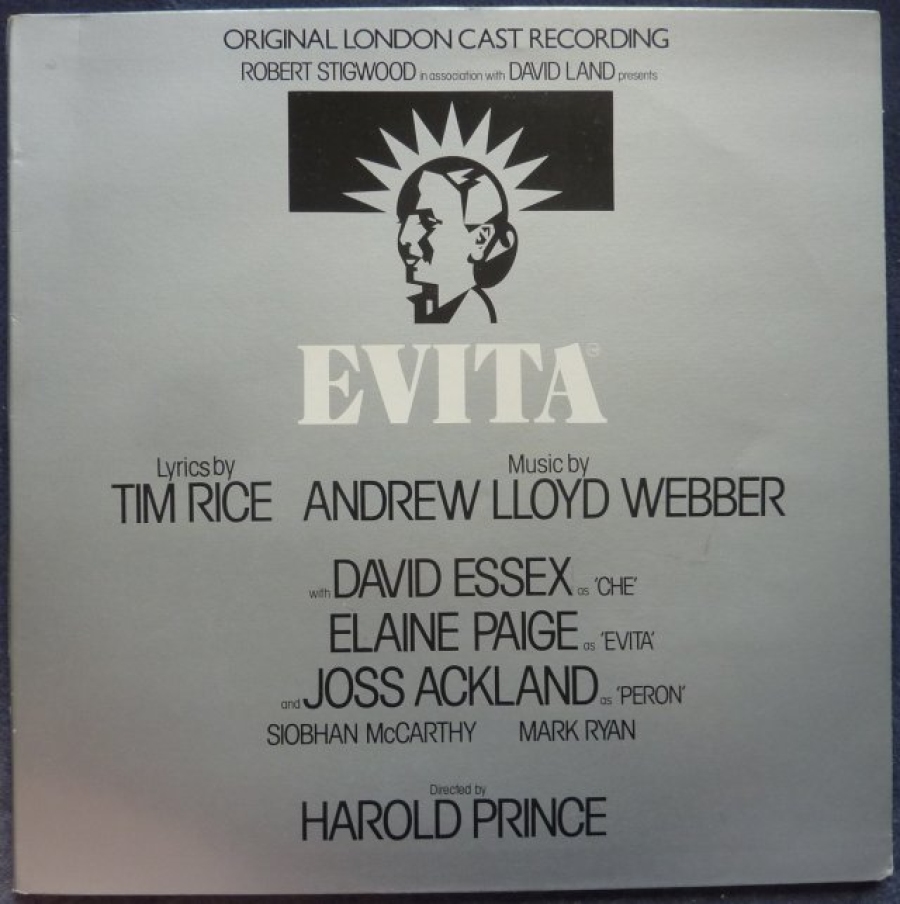 ORIGINAL LONDON CAST RECORDING
ROBERT STIGWOOD in association with DAVID LAND presents
EVITA
Lyrics by Music by
TIM RICE ANDREW LLOYD WEBBER
with DAVID ESSEX as 'CHE'
ELAINE PAIGE as 'EVITA'
and JOSS ACKLAND as 'PERON'
SIOBHAN McCARTHY MARK RYAN
Directed by
HAROLD PRINCE